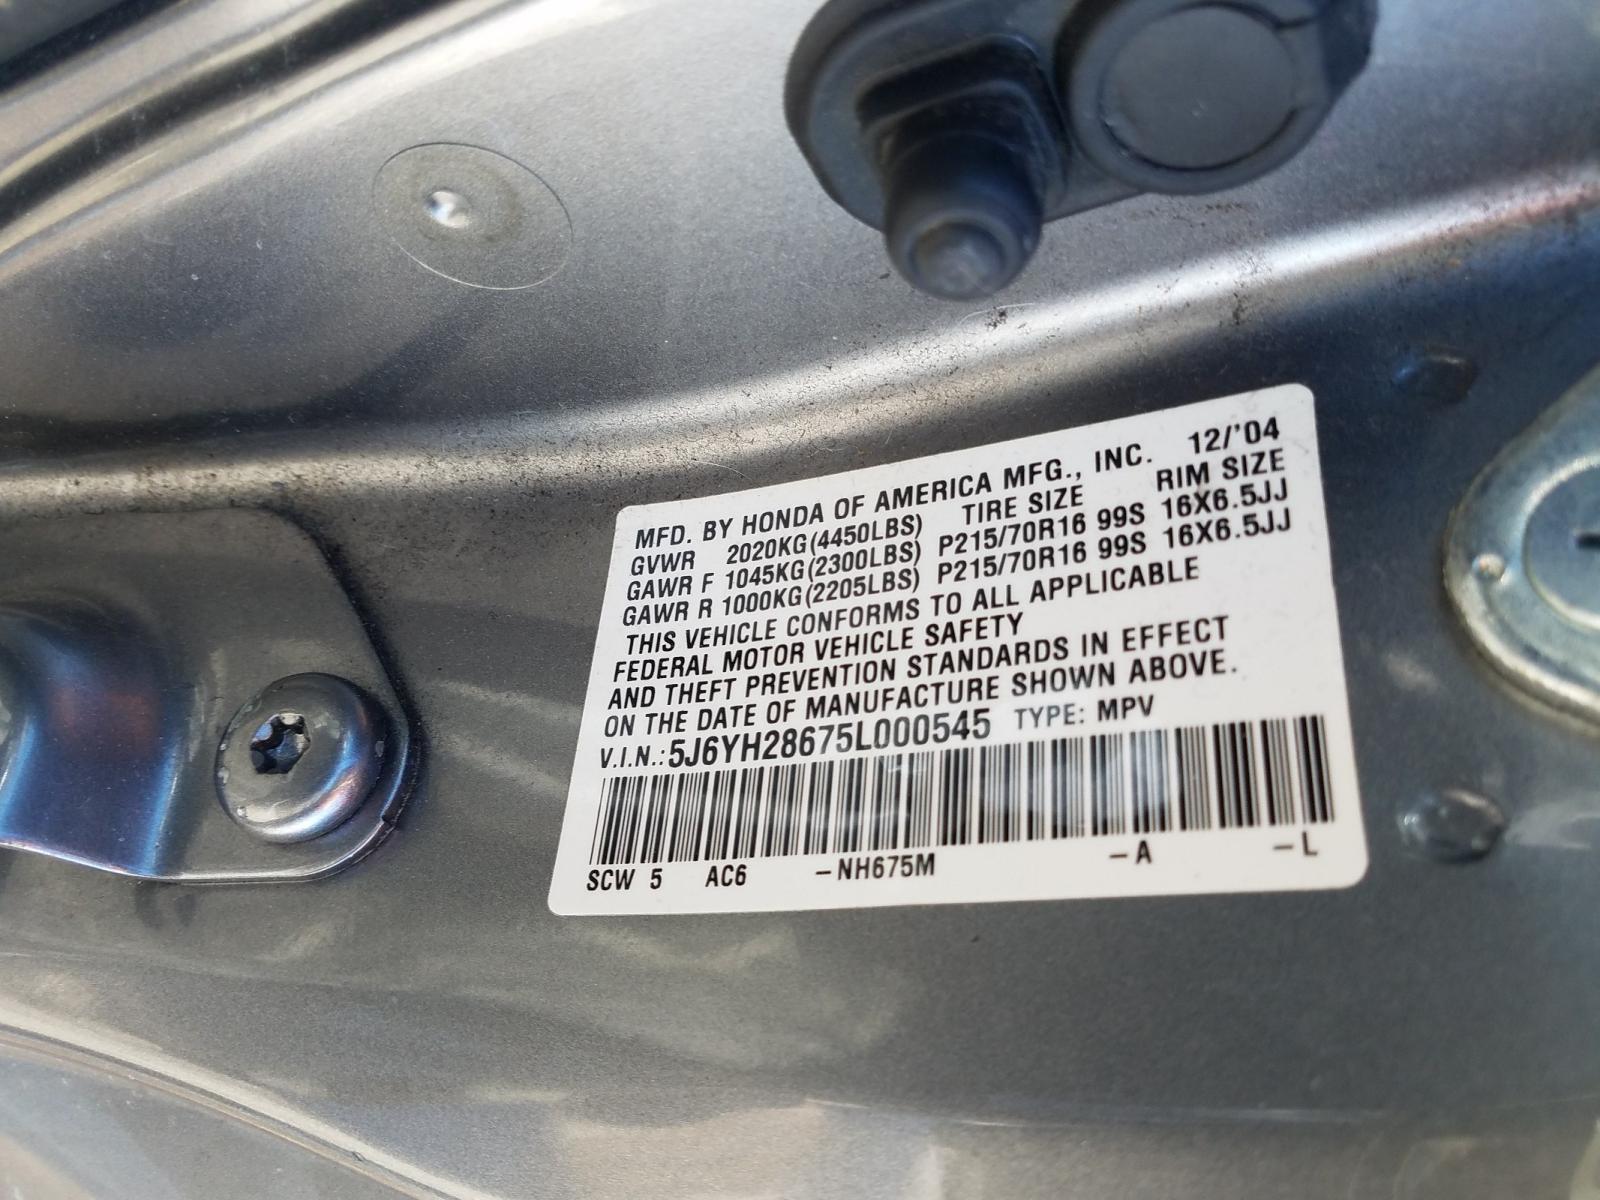 MFD. BY HONDA OF AMERICA MFG., INC. 12/'04
GVWR 2020KG(4450LBS) TIRE SIZE RIM SIZE
GAWR F 1045KG(2300LBS) P215/70R16 99S 16X6.5JJ
GAWR R 1000KG(2205LBS) P215/70R16 99S 16X6.5JJ
THIS VEHICLE CONFORMS TO ALL APPLICABLE
FEDERAL MOTOR VEHICLE SAFETY
AND THEFT PREVENTION STANDARDS IN EFFECT
ON THE DATE OF MANUFACTURE SHOWN ABOVE.
V.I.N.: 5J6YH28675L000545 TYPE: MPV
SCW 5 AC6 -NH675M -A -L